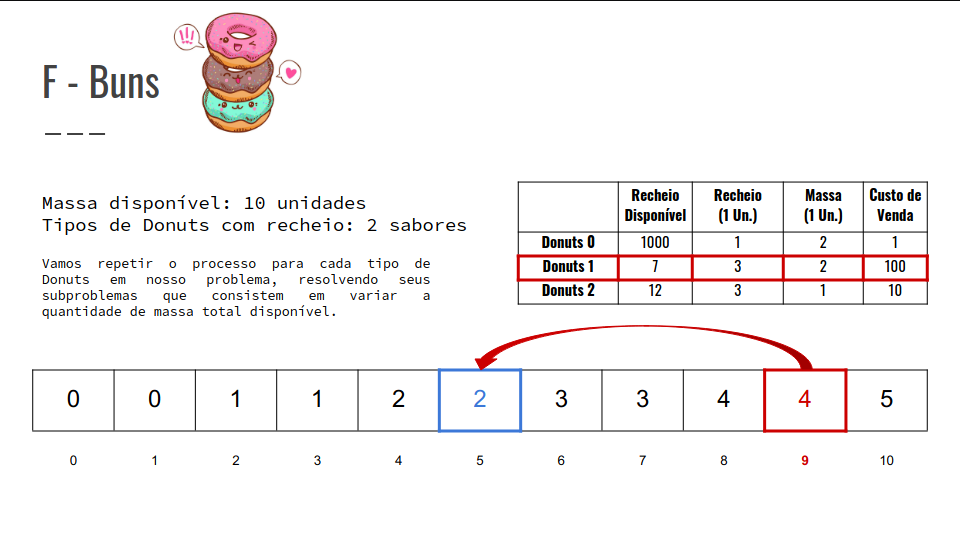 F - Buns
!!!
Massa disponível: 10 unidades
Tipos de Donuts com recheio: 2 sabores
Vamos repetir o processo para cada tipo de
Donuts em nosso problema, resolvendo seus
subproblemas que consistem em variar a
quantidade de massa total disponível.
Recheio Disponível Recheio (1 Un.) Massa (1 Un.) Custo de Venda
Donuts 0 1000 1 2 1
Donuts 1 7 3 2 100
Donuts 2 12 3 1 10
0 0 1 1 2 2 3 3 4 4 5
0 1 2 3 4 5 6 7 8 9 10